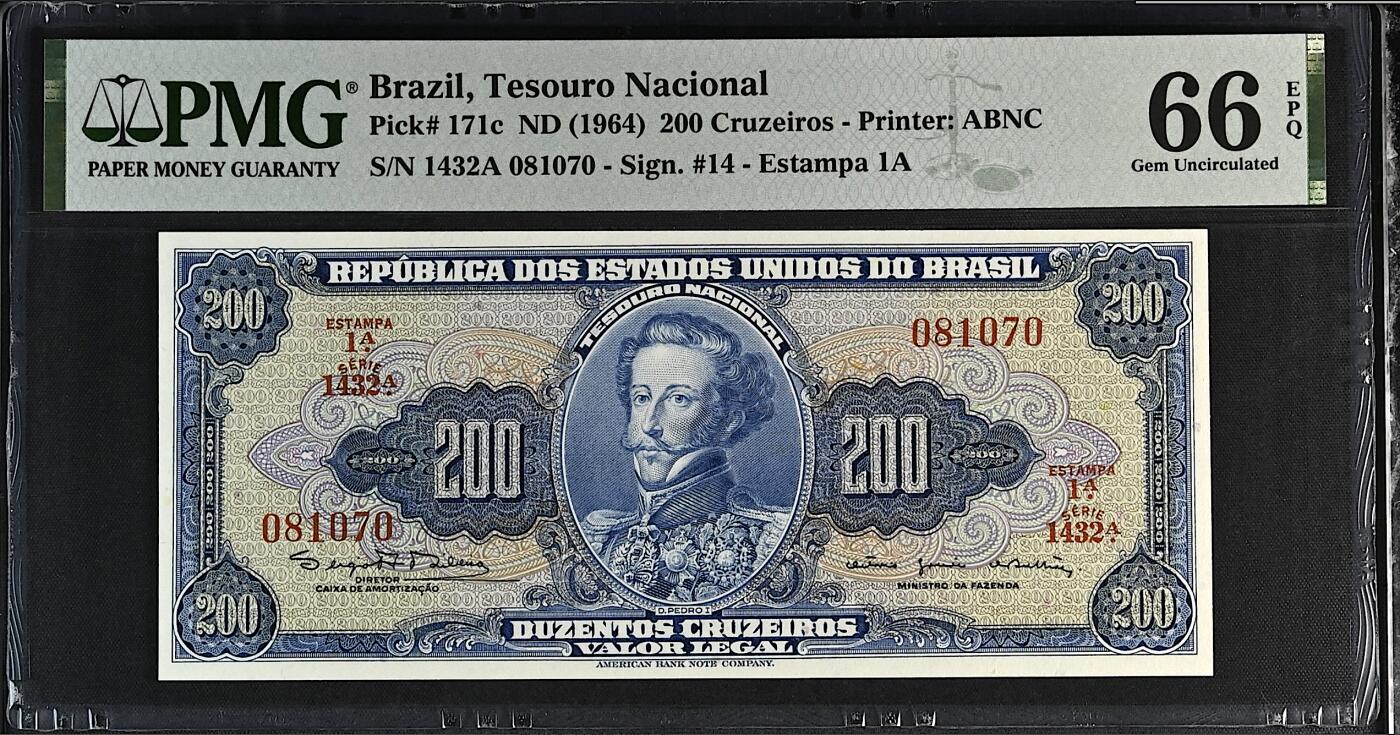 PMG®
PAPER MONEY GUARANTY
Brazil, Tesouro Nacional
Pick# 171c ND (1964) 200 Cruzeiros - Printer: ABNC
S/N 1432A 081070 - Sign. #14 - Estampa 1A
66
EPQ
Gem Uncirculated
REPÚBLICA DOS ESTADOS UNIDOS DO BRASIL
TESOURO NACIONAL
200
200
ESTAMPA
1A
SÉRIE
1432A
081070
200
200
200
200
081070
ESTAMPA
1A
SÉRIE
1432A
DIRETOR
CAIXA DE AMORTIZAÇÃO
MINISTRO DA FAZENDA
200
200
D. PEDRO I
DUZENTOS CRUZEIROS
VALOR LEGAL
AMERICAN BANK NOTE COMPANY.